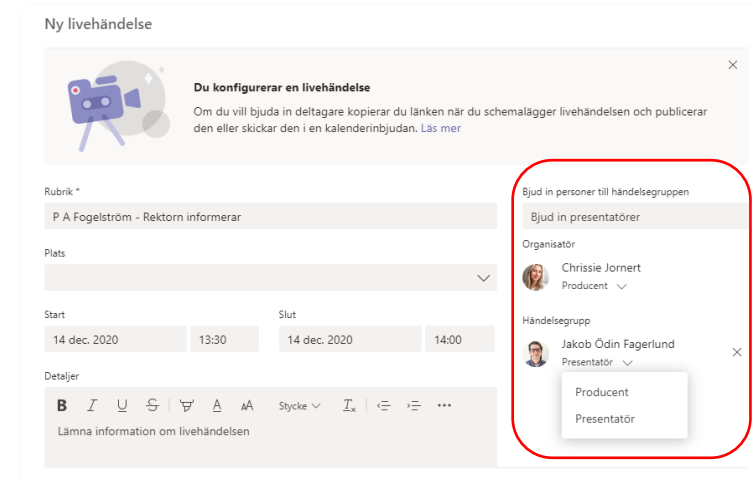 Ny livehändelse
Du konfigurerar en livehändelse
Om du vill bjuda in deltagare kopierar du länken när du schemalägger livehändelsen och publicerar
den eller skickar den i en kalenderinbjudan. Läs mer
Rubrik *
P A Fogelström - Rektorn informerar
Plats
Start
Slut
14 dec. 2020
13:30
14 dec. 2020
14:00
Detaljer
B I U S A AA Stycke Tx
Lämna information om livehändelsen
Bjud in personer till händelsegruppen
Bjud in presentatörer
Organisatör
Chrissie Jornert
Producent
Händelsegrupp
Jakob Ödin Fagerlund
Presentatör
Producent
Presentatör